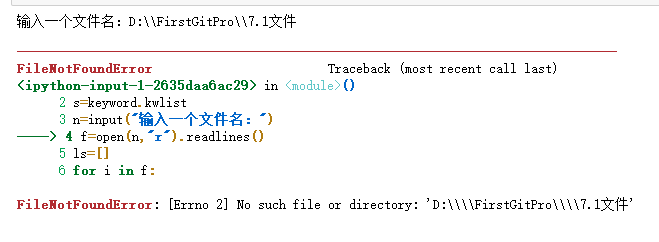 输入一个文件名：D:\\FirstGitPro\\7.1文件
FileNotFoundError Traceback (most recent call last)
<ipython-input-1-2635daa6ac29> in <module>()
2 s=keyword.kwlist
3 n=input("输入一个文件名：")
----> 4 f=open(n,"r").readlines()
5 ls=[]
6 for i in f:
FileNotFoundError: [Errno 2] No such file or directory: 'D:\\\\FirstGitPro\\\\7.1文件'